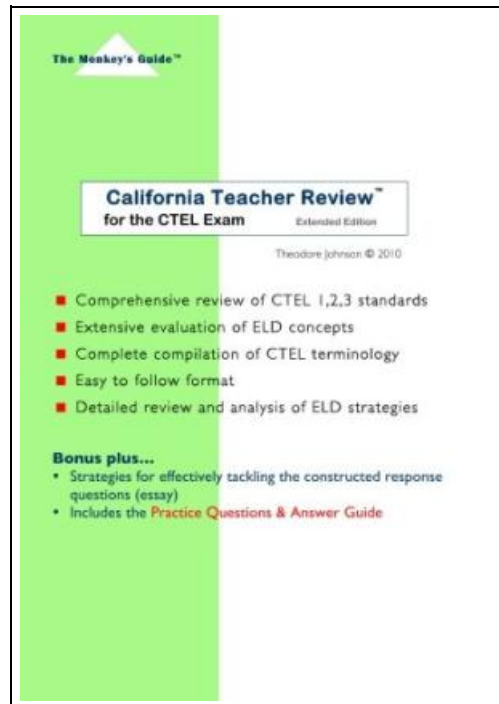 The Monkey's Guide™
California Teacher Review™
for the CTEL Exam Extended Edition
Theodore Johnson © 2010
■ Comprehensive review of CTEL 1,2,3 standards
■ Extensive evaluation of ELD concepts
■ Complete compilation of CTEL terminology
■ Easy to follow format
■ Detailed review and analysis of ELD strategies
Bonus plus...
• Strategies for effectively tackling the constructed response
questions (essay)
• Includes the Practice Questions & Answer Guide